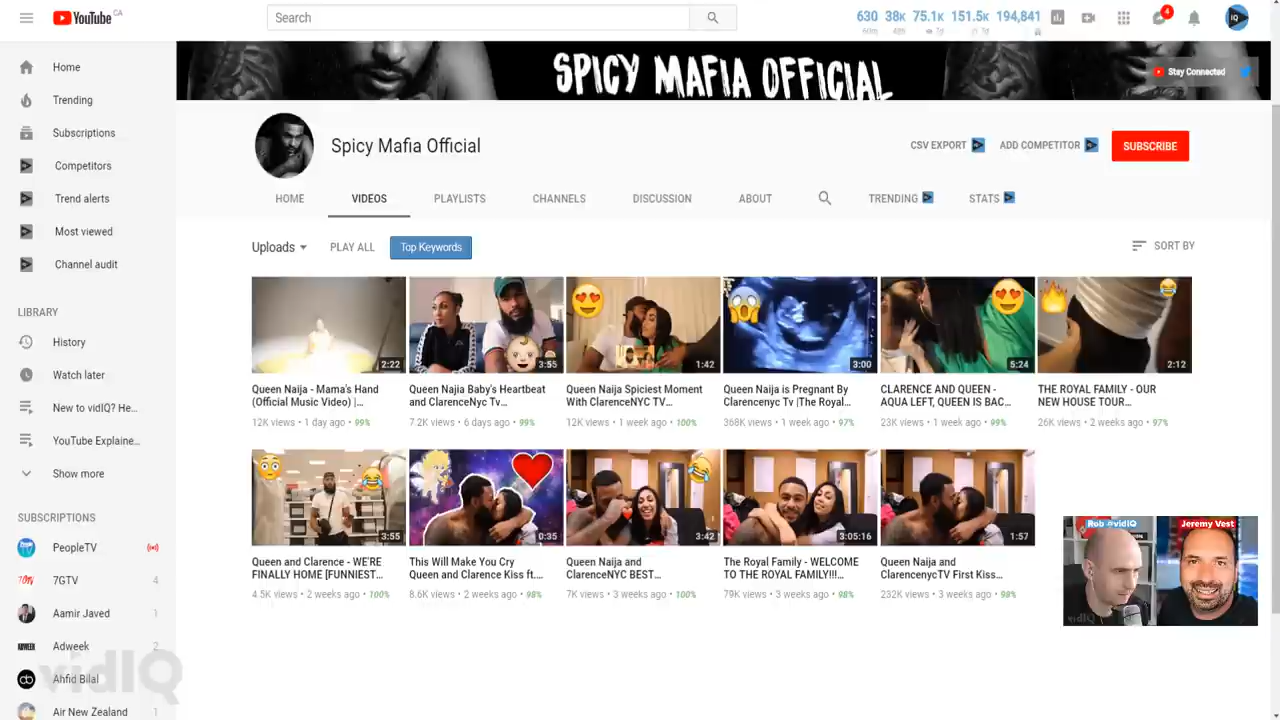 YouTube CA
Search
630 38K 75.1K 151.5K 194,841
60m 48h 7d 7d
4
IQ
Home
Trending
Subscriptions
Competitors
Trend alerts
Most viewed
Channel audit
LIBRARY
History
Watch later
New to vidIQ? He...
YouTube Explaine...
Show more
SUBSCRIPTIONS
PeopleTV
7GTV 4
Aamir Javed 1
Adweek 2
Ahfid Bilal
Air New Zealand 1
vidIQ
SPICY MAFIA OFFICIAL
Stay Connected
Spicy Mafia Official
CSV EXPORT ADD COMPETITOR SUBSCRIBE
HOME VIDEOS PLAYLISTS CHANNELS DISCUSSION ABOUT TRENDING STATS
Uploads PLAY ALL Top Keywords SORT BY
2:22
Queen Naija - Mama's Hand
(Official Music Video) |...
12K views • 1 day ago • 99%
3:55
Queen Najia Baby's Heartbeat
and ClarenceNyc Tv...
7.2K views • 6 days ago • 99%
1:42
Queen Naija Spiciest Moment
With ClarenceNYC TV...
12K views • 1 week ago • 100%
3:00
Queen Naija is Pregnant By
Clarencenyc Tv |The Royal...
368K views • 1 week ago • 97%
5:24
CLARENCE AND QUEEN -
AQUA LEFT, QUEEN IS BAC...
23K views • 1 week ago • 99%
2:12
THE ROYAL FAMILY - OUR
NEW HOUSE TOUR...
26K views • 2 weeks ago • 97%
3:55
Queen and Clarence - WE'RE
FINALLY HOME [FUNNIEST...
4.5K views • 2 weeks ago • 100%
0:35
This Will Make You Cry
Queen and Clarence Kiss ft....
8.6K views • 2 weeks ago • 98%
3:42
Queen Naija and
ClarenceNYC BEST...
7K views • 3 weeks ago • 100%
3:05:16
The Royal Family - WELCOME
TO THE ROYAL FAMILY!!!...
79K views • 3 weeks ago • 98%
1:57
Queen Naija and
ClarencenycTV First Kiss...
232K views • 3 weeks ago • 98%
Rob @vidIQ Jeremy Vest
vidIQ